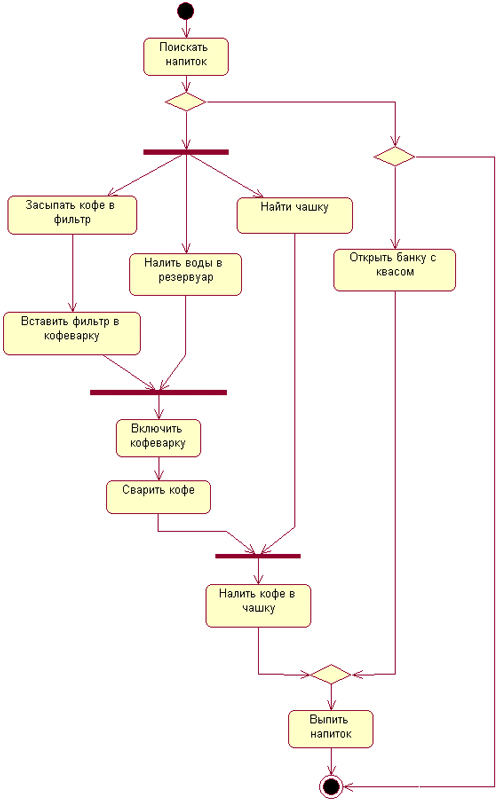 Поискать
напиток
Засыпать кофе в
фильтр
Найти чашку
Налить воды в
резервуар
Открыть банку с
квасом
Вставить фильтр в
кофеварку
Включить
кофеварку
Сварить кофе
Налить кофе в
чашку
Выпить
напиток